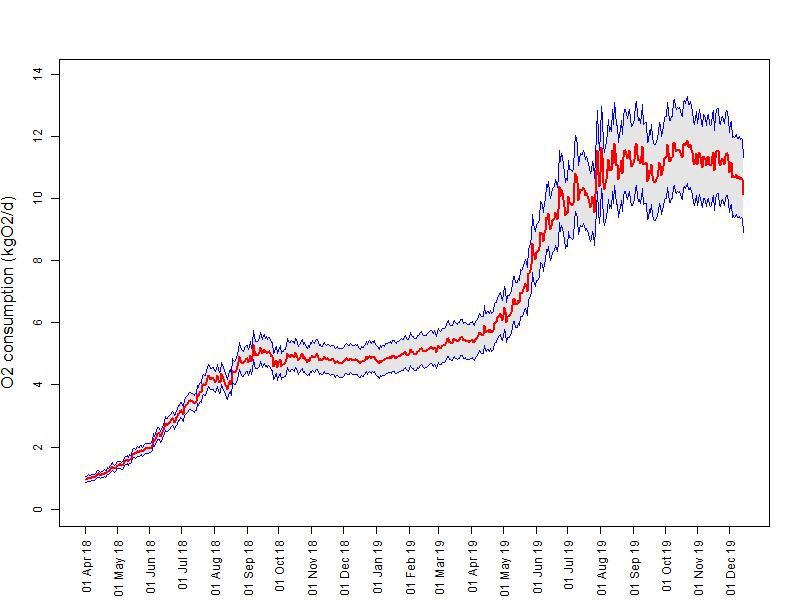 O2 consumption (kgO2/d)
14
12
10
8
6
4
2
0
01 Apr 18
01 May 18
01 Jun 18
01 Jul 18
01 Aug 18
01 Sep 18
01 Oct 18
01 Nov 18
01 Dec 18
01 Jan 19
01 Feb 19
01 Mar 19
01 Apr 19
01 May 19
01 Jun 19
01 Jul 19
01 Aug 19
01 Sep 19
01 Oct 19
01 Nov 19
01 Dec 19